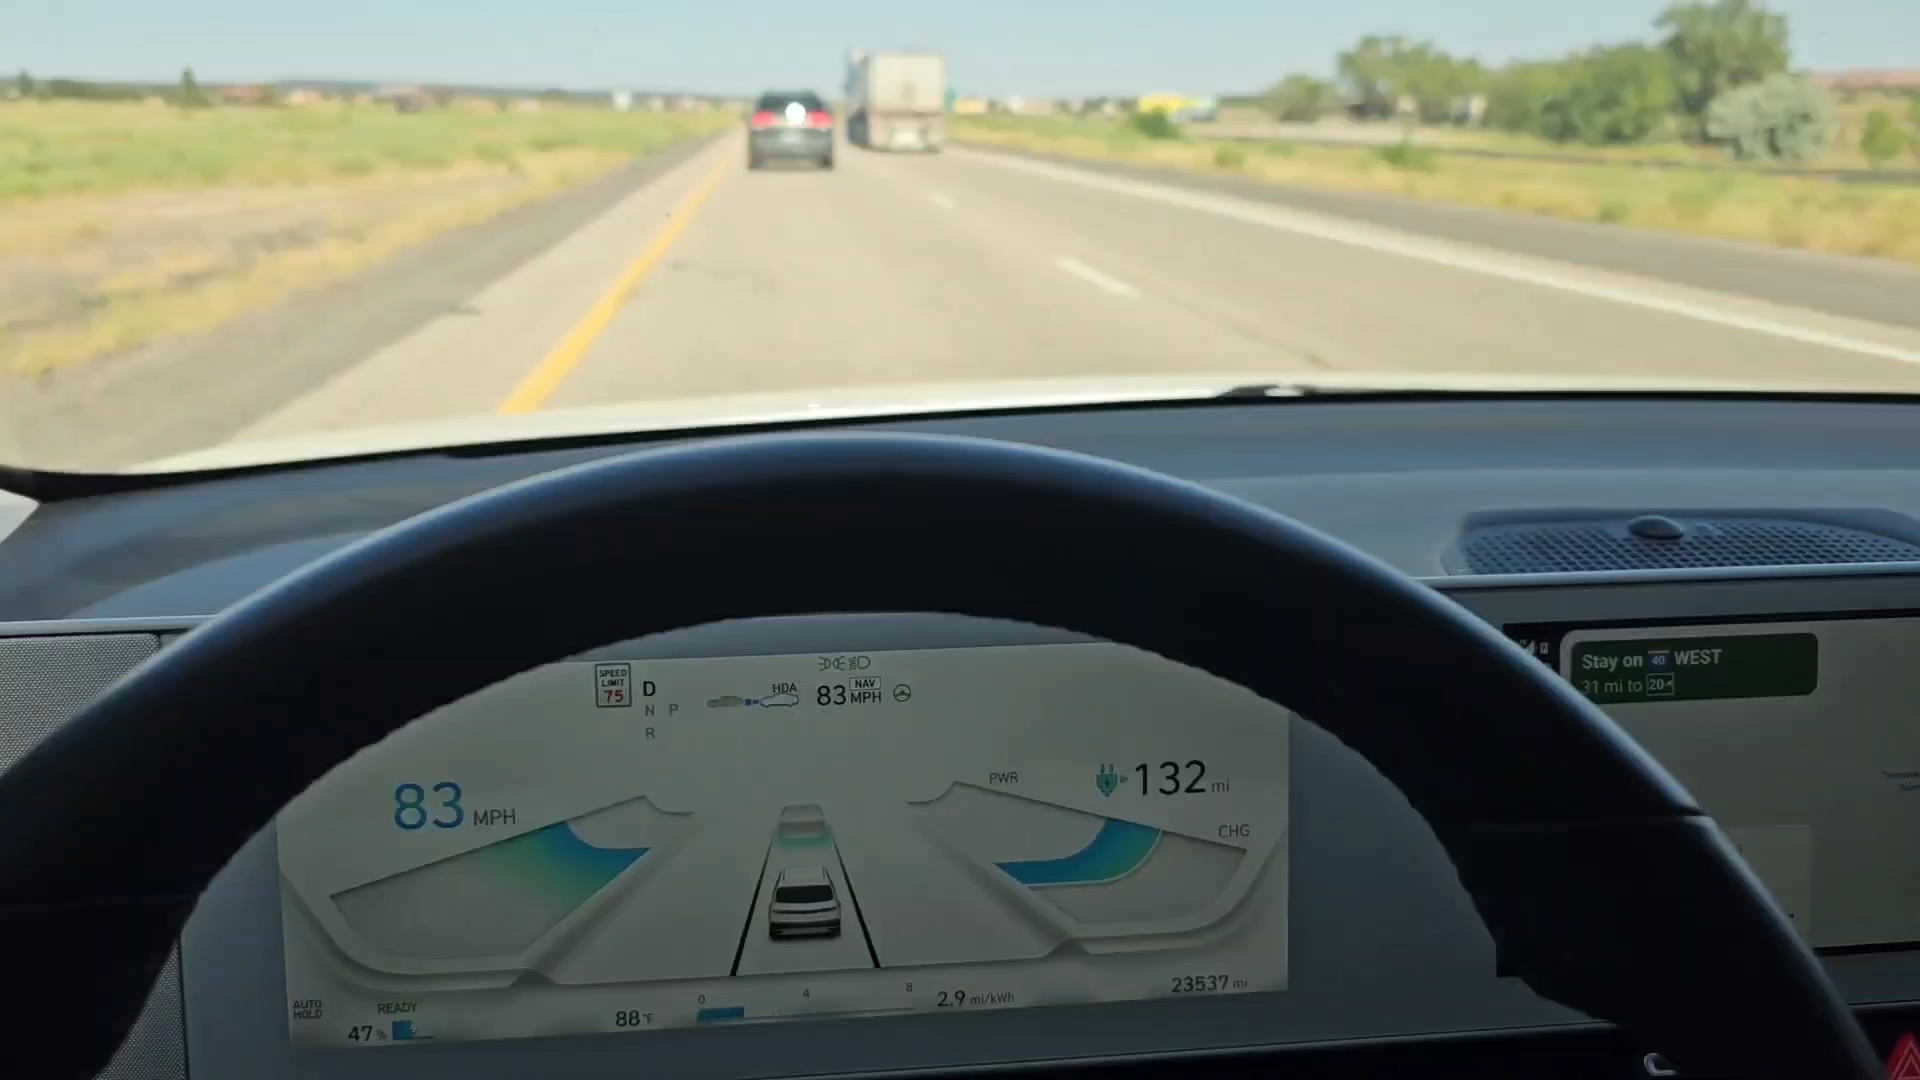 SPEED
LIMIT
75
D
N P
R
HDA
83 NAV MPH
83 MPH
PWR
132 mi
CHG
Stay on 40 WEST
31 mi to 20
AUTO
HOLD
READY
47 %
88 °F
0 4 8
2.9 mi/kWh
23537 mi